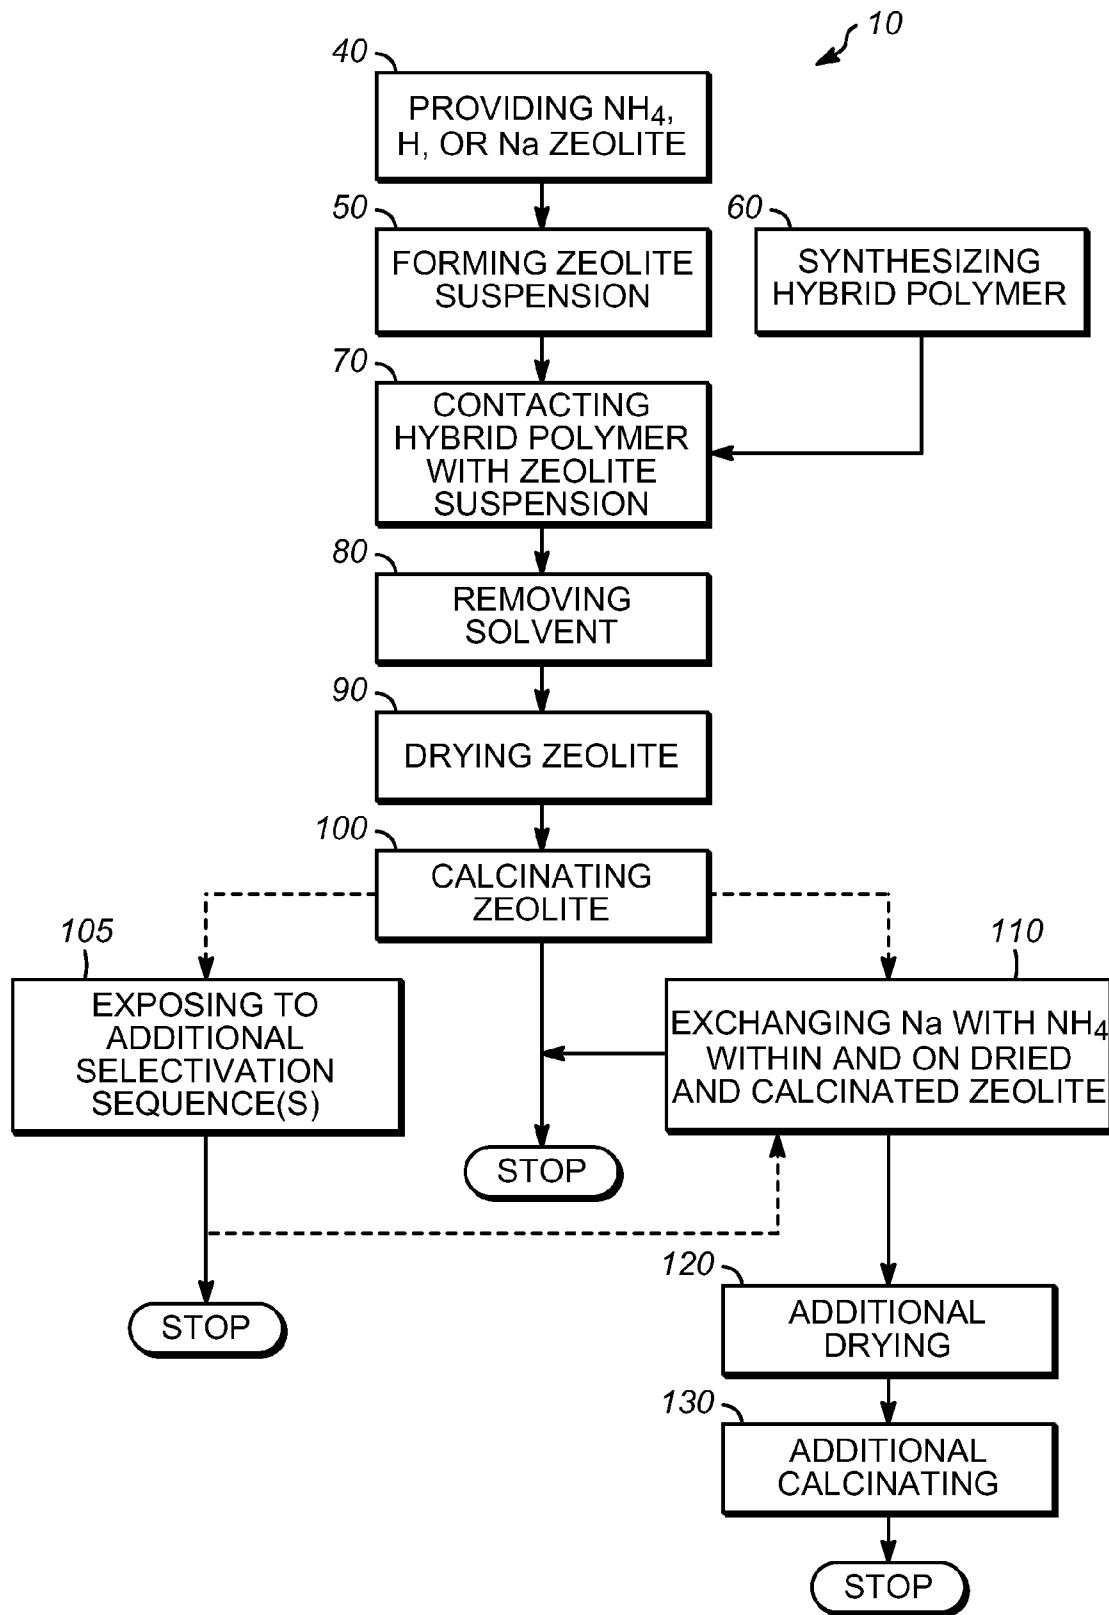 10
40
PROVIDING NH₄,
H, OR Na ZEOLITE
50
FORMING ZEOLITE
SUSPENSION
60
SYNTHESIZING
HYBRID POLYMER
70
CONTACTING
HYBRID POLYMER
WITH ZEOLITE
SUSPENSION
80
REMOVING
SOLVENT
90
DRYING ZEOLITE
100
CALCINATING
ZEOLITE
105
EXPOSING TO
ADDITIONAL
SELECTIVATION
SEQUENCE(S)
110
EXCHANGING Na WITH NH₄
WITHIN AND ON DRIED
AND CALCINATED ZEOLITE
STOP
STOP
120
ADDITIONAL
DRYING
130
ADDITIONAL
CALCINATING
STOP